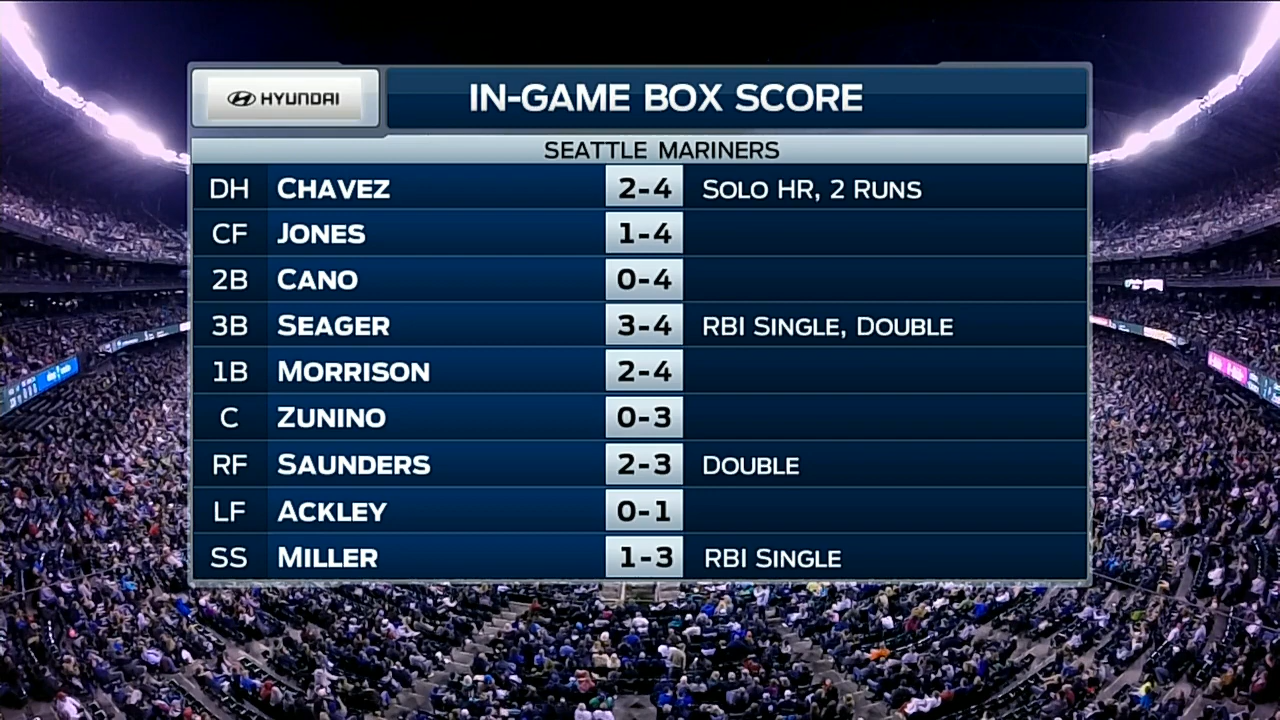 HYUNDAI IN-GAME BOX SCORE
SEATTLE MARINERS
DH CHAVEZ 2-4 SOLO HR, 2 RUNS
CF JONES 1-4
2B CANO 0-4
3B SEAGER 3-4 RBI SINGLE, DOUBLE
1B MORRISON 2-4
C ZUNINO 0-3
RF SAUNDERS 2-3 DOUBLE
LF ACKLEY 0-1
SS MILLER 1-3 RBI SINGLE